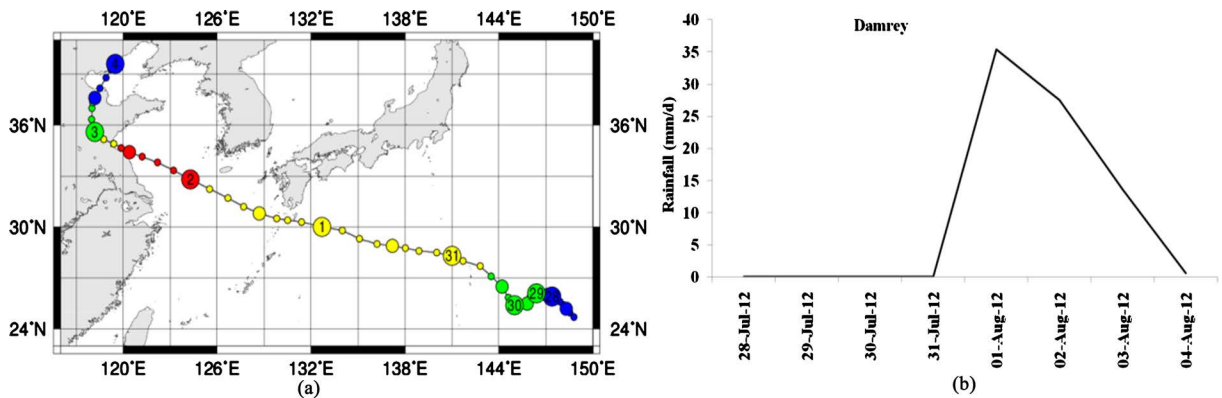 120°E 126°E 132°E 138°E 144°E 150°E
4
3
2
1
31
30
29
28
36°N 36°N
30°N 30°N
24°N 24°N
120°E 126°E 132°E 138°E 144°E 150°E
(a)
Damrey
Rainfall (mm/d)
40
35
30
25
20
15
10
5
0
28-Jul-12
29-Jul-12
30-Jul-12
31-Jul-12
01-Aug-12
02-Aug-12
03-Aug-12
04-Aug-12
(b)